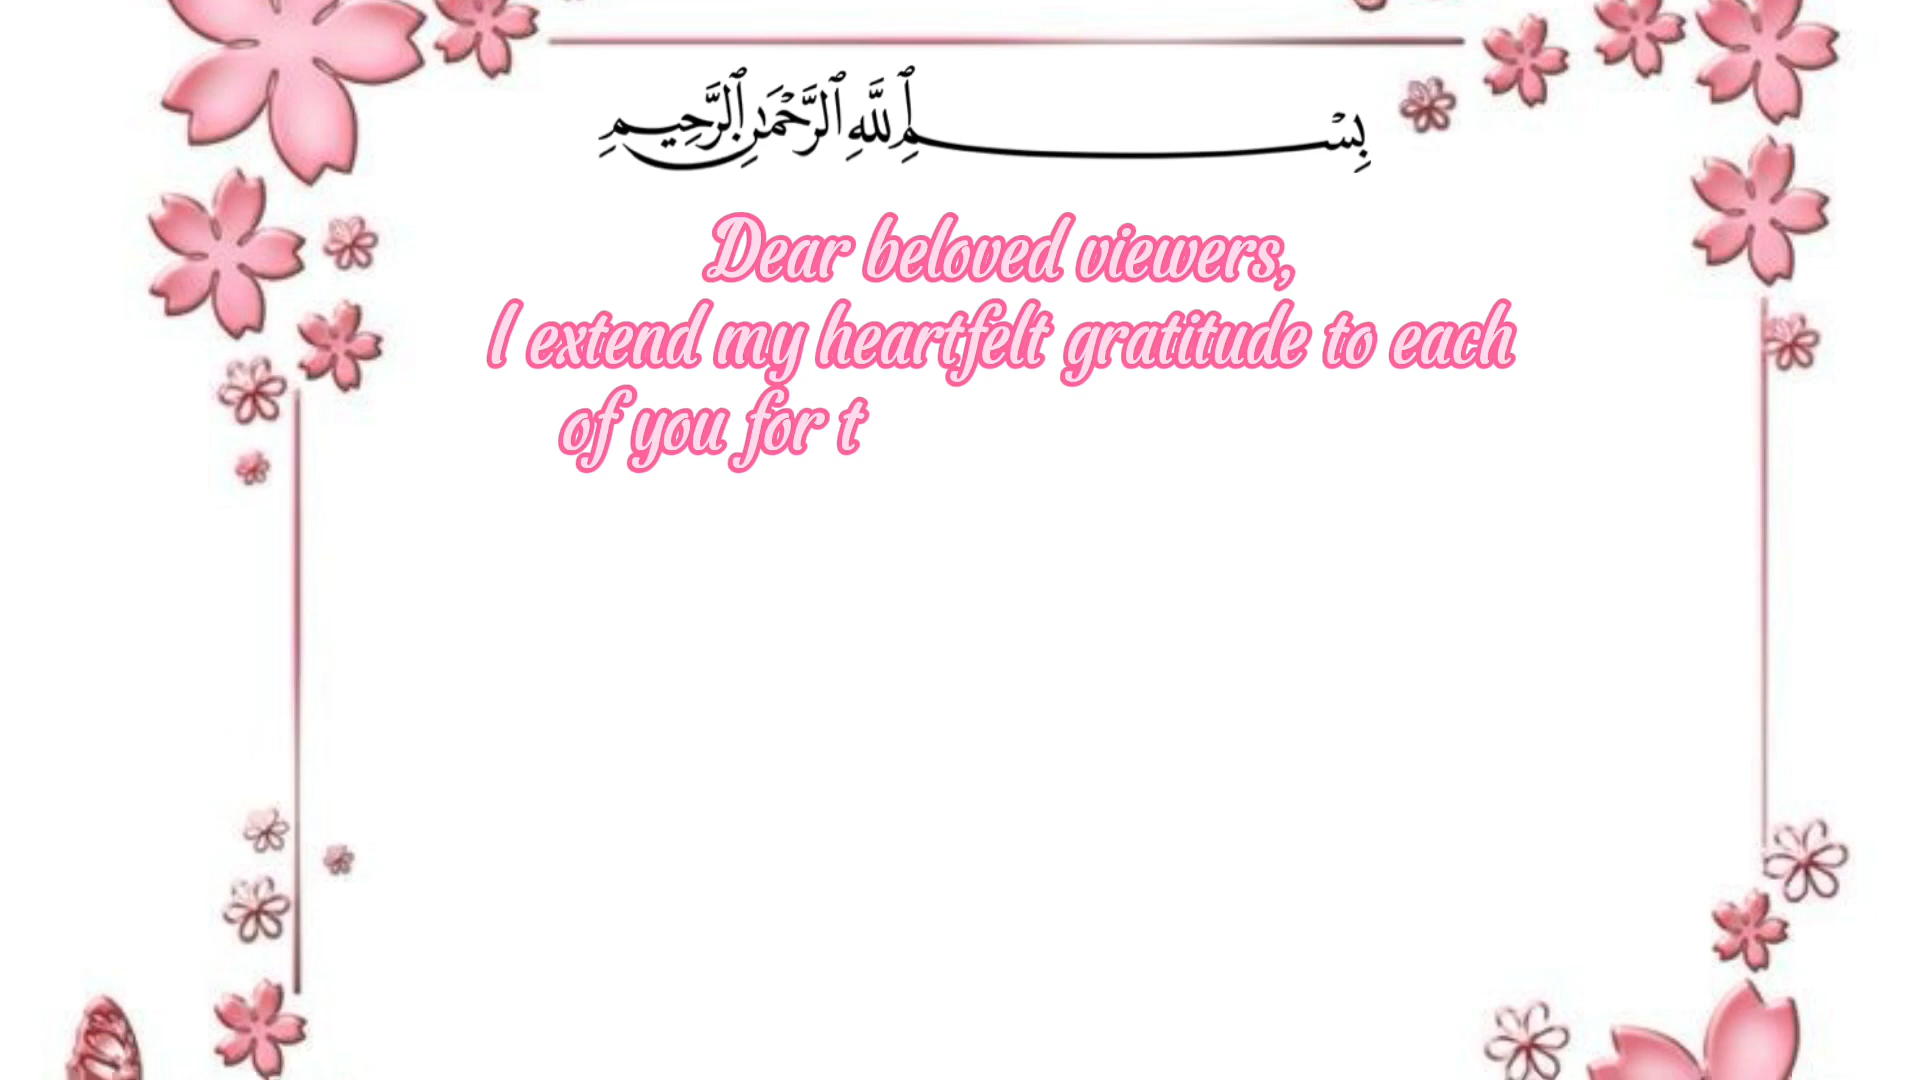 بِسْمِ ٱللَّهِ ٱلرَّحْمَٰنِ ٱلرَّحِيمِ
Dear beloved viewers,
I extend my heartfelt gratitude to each
of you for t